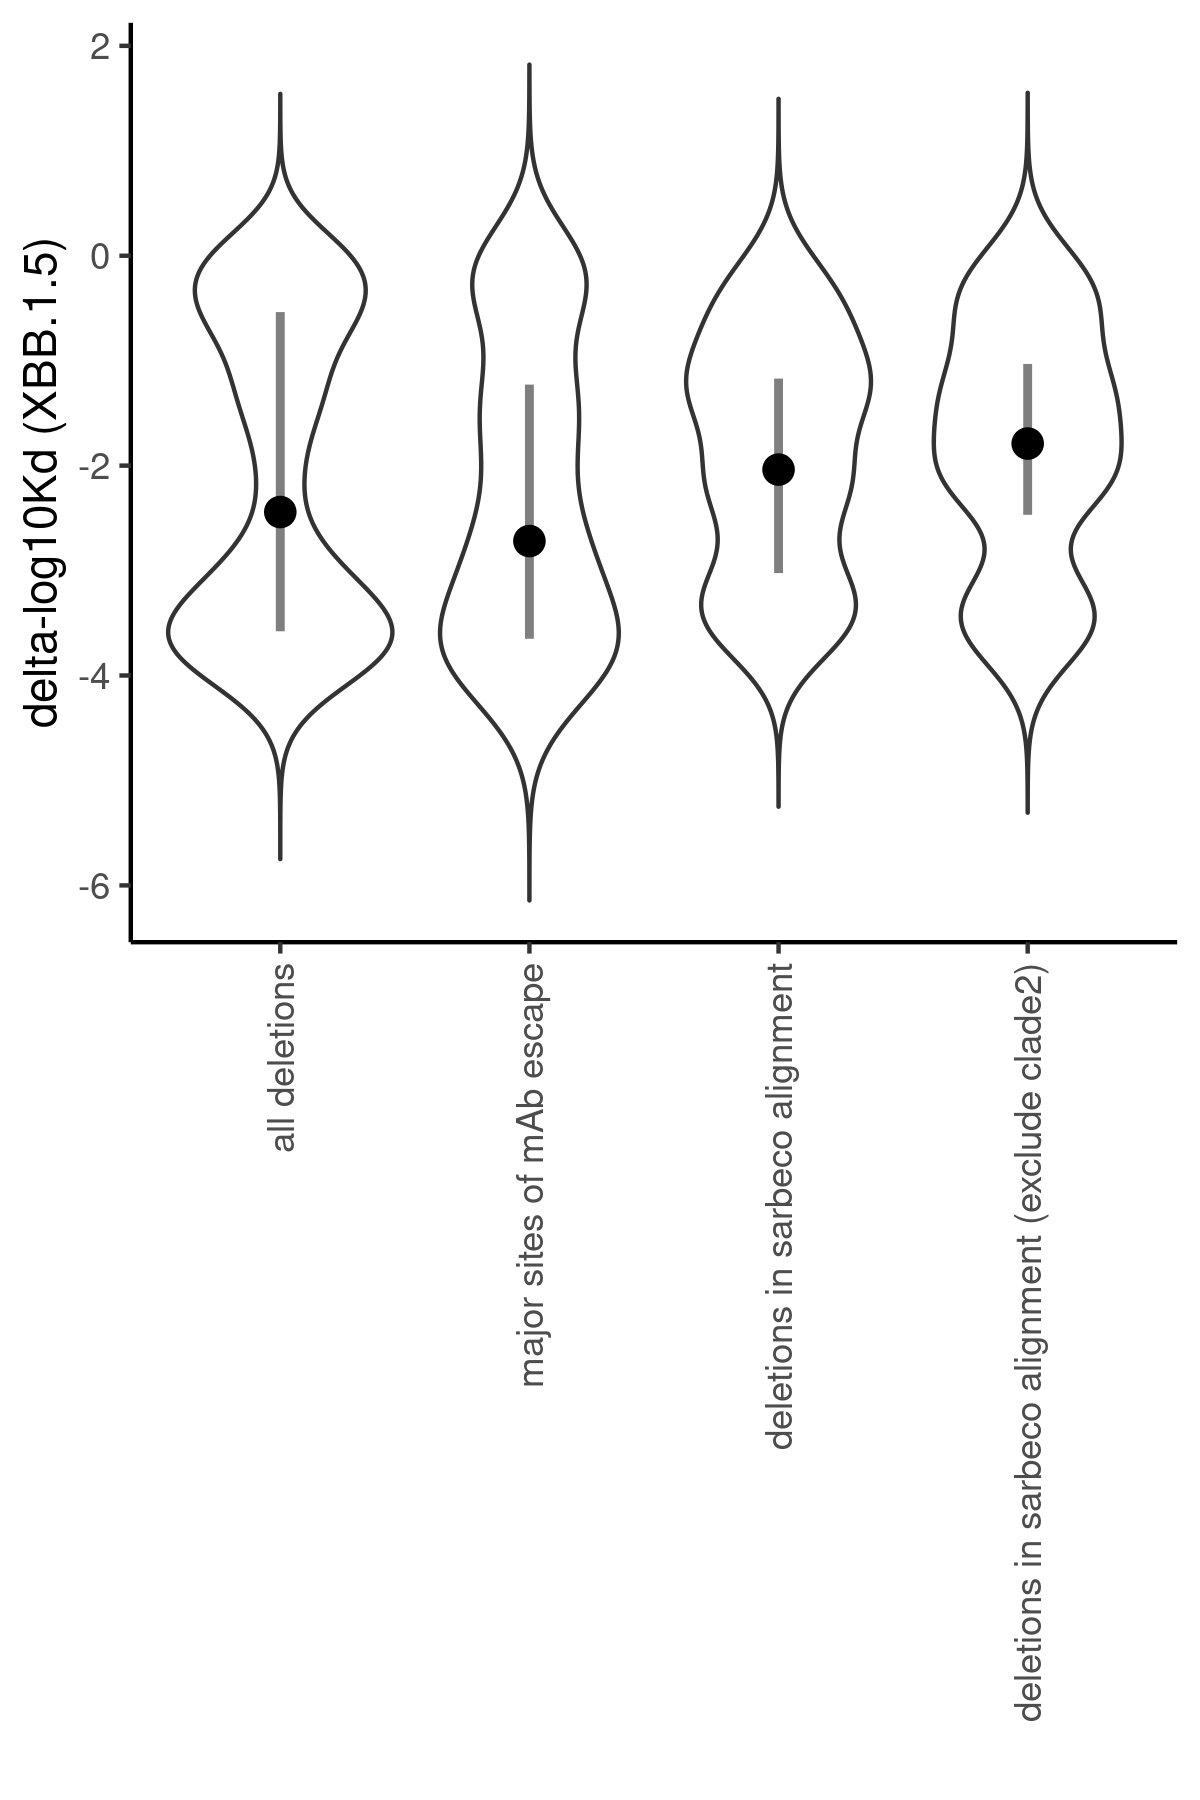 delta-log10Kd (XBB.1.5)
2
0
-2
-4
-6
all deletions
major sites of mAb escape
deletions in sarbeco alignment
deletions in sarbeco alignment (exclude clade2)